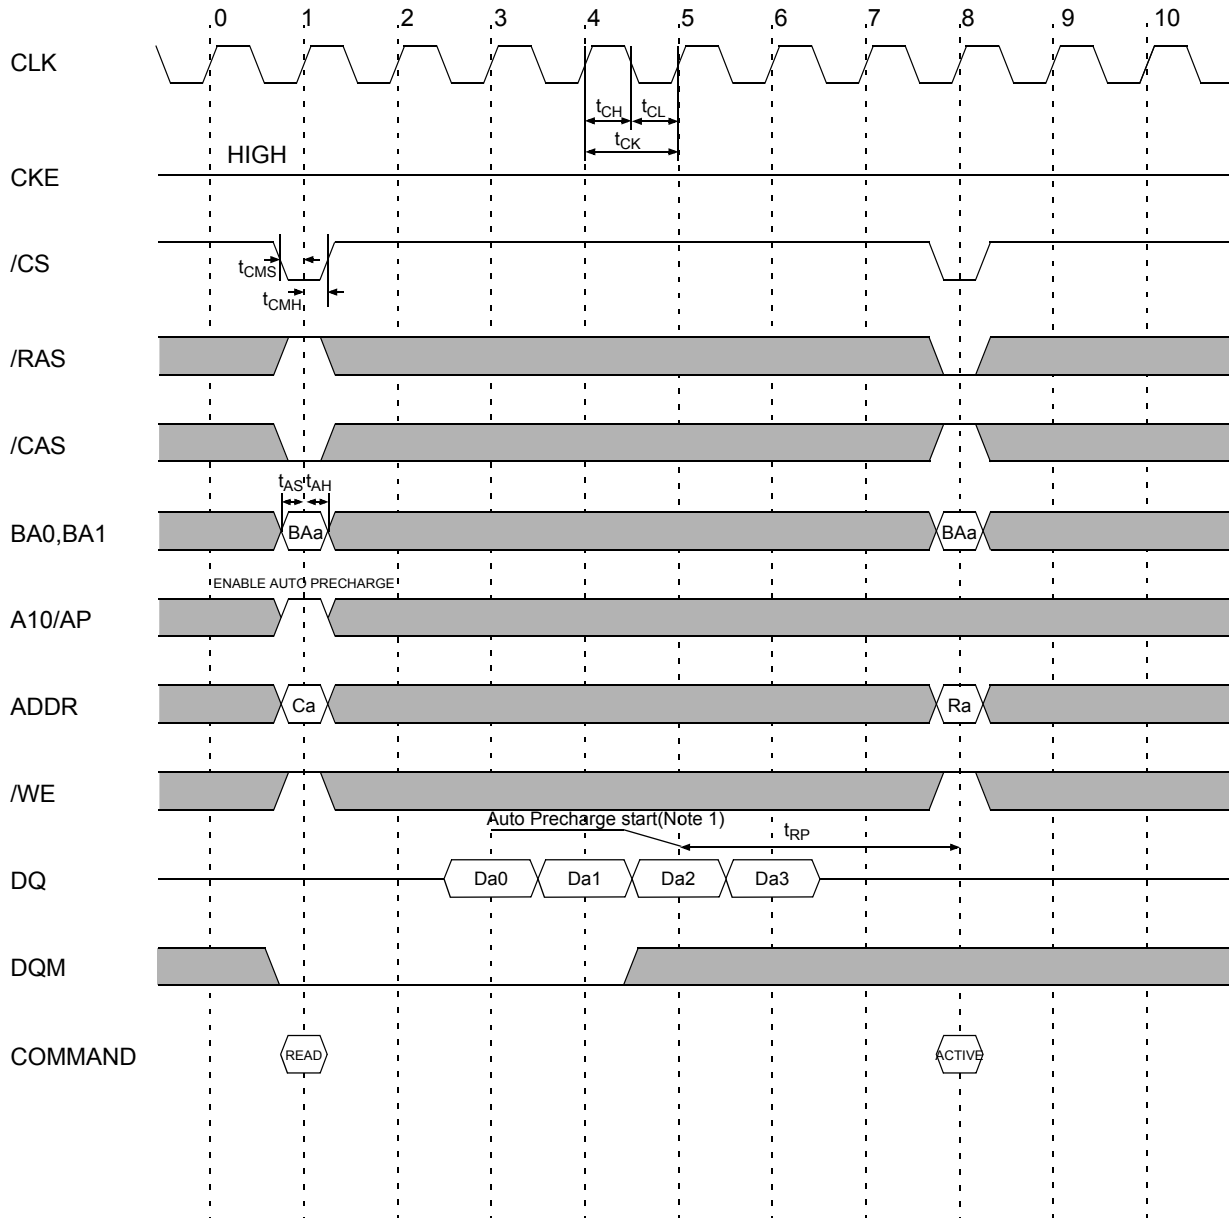 0 1 2 3 4 5 6 7 8 9 10
CLK
tCH tCL
tCK
HIGH
CKE
/CS
tCMS
tCMH
/RAS
/CAS
tAS tAH
BA0,BA1 BAa BAa
ENABLE AUTO PRECHARGE
A10/AP
ADDR Ca Ra
/WE
Auto Precharge start(Note 1) tRP
DQ Da0 Da1 Da2 Da3
DQM
COMMAND READ ACTIVE